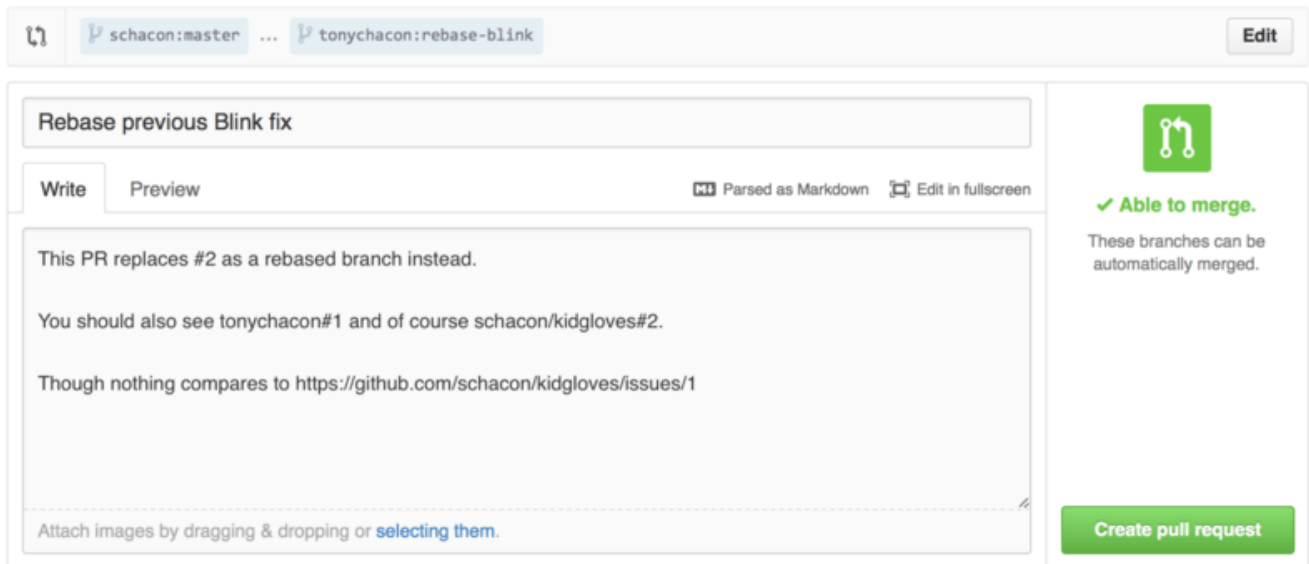 schacon:master ... tonychacon:rebase-blink Edit
Rebase previous Blink fix
Write Preview Parsed as Markdown Edit in fullscreen
This PR replaces #2 as a rebased branch instead.
You should also see tonychacon#1 and of course schacon/kidgloves#2.
Though nothing compares to https://github.com/schacon/kidgloves/issues/1
Attach images by dragging & dropping or selecting them.
Able to merge.
These branches can be
automatically merged.
Create pull request